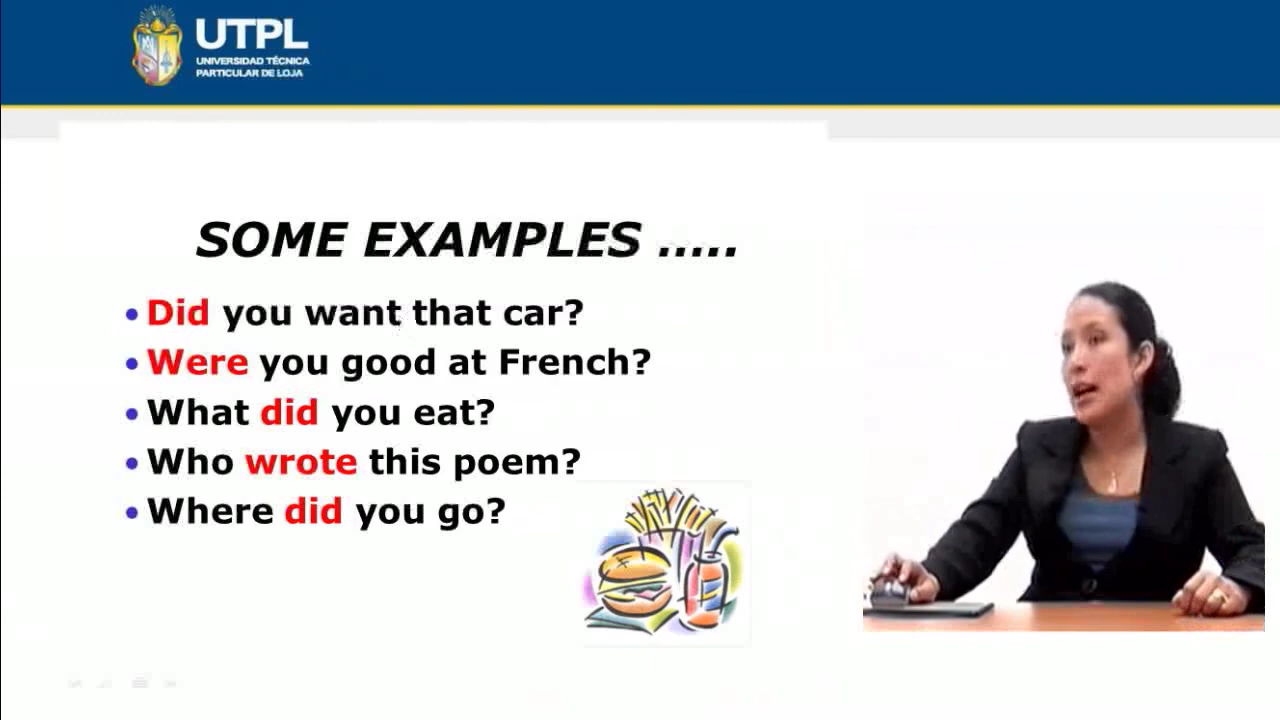 UTPL
UNIVERSIDAD TÉCNICA
PARTICULAR DE LOJA
SOME EXAMPLES .....
• Did you want that car?
• Were you good at French?
• What did you eat?
• Who wrote this poem?
• Where did you go?